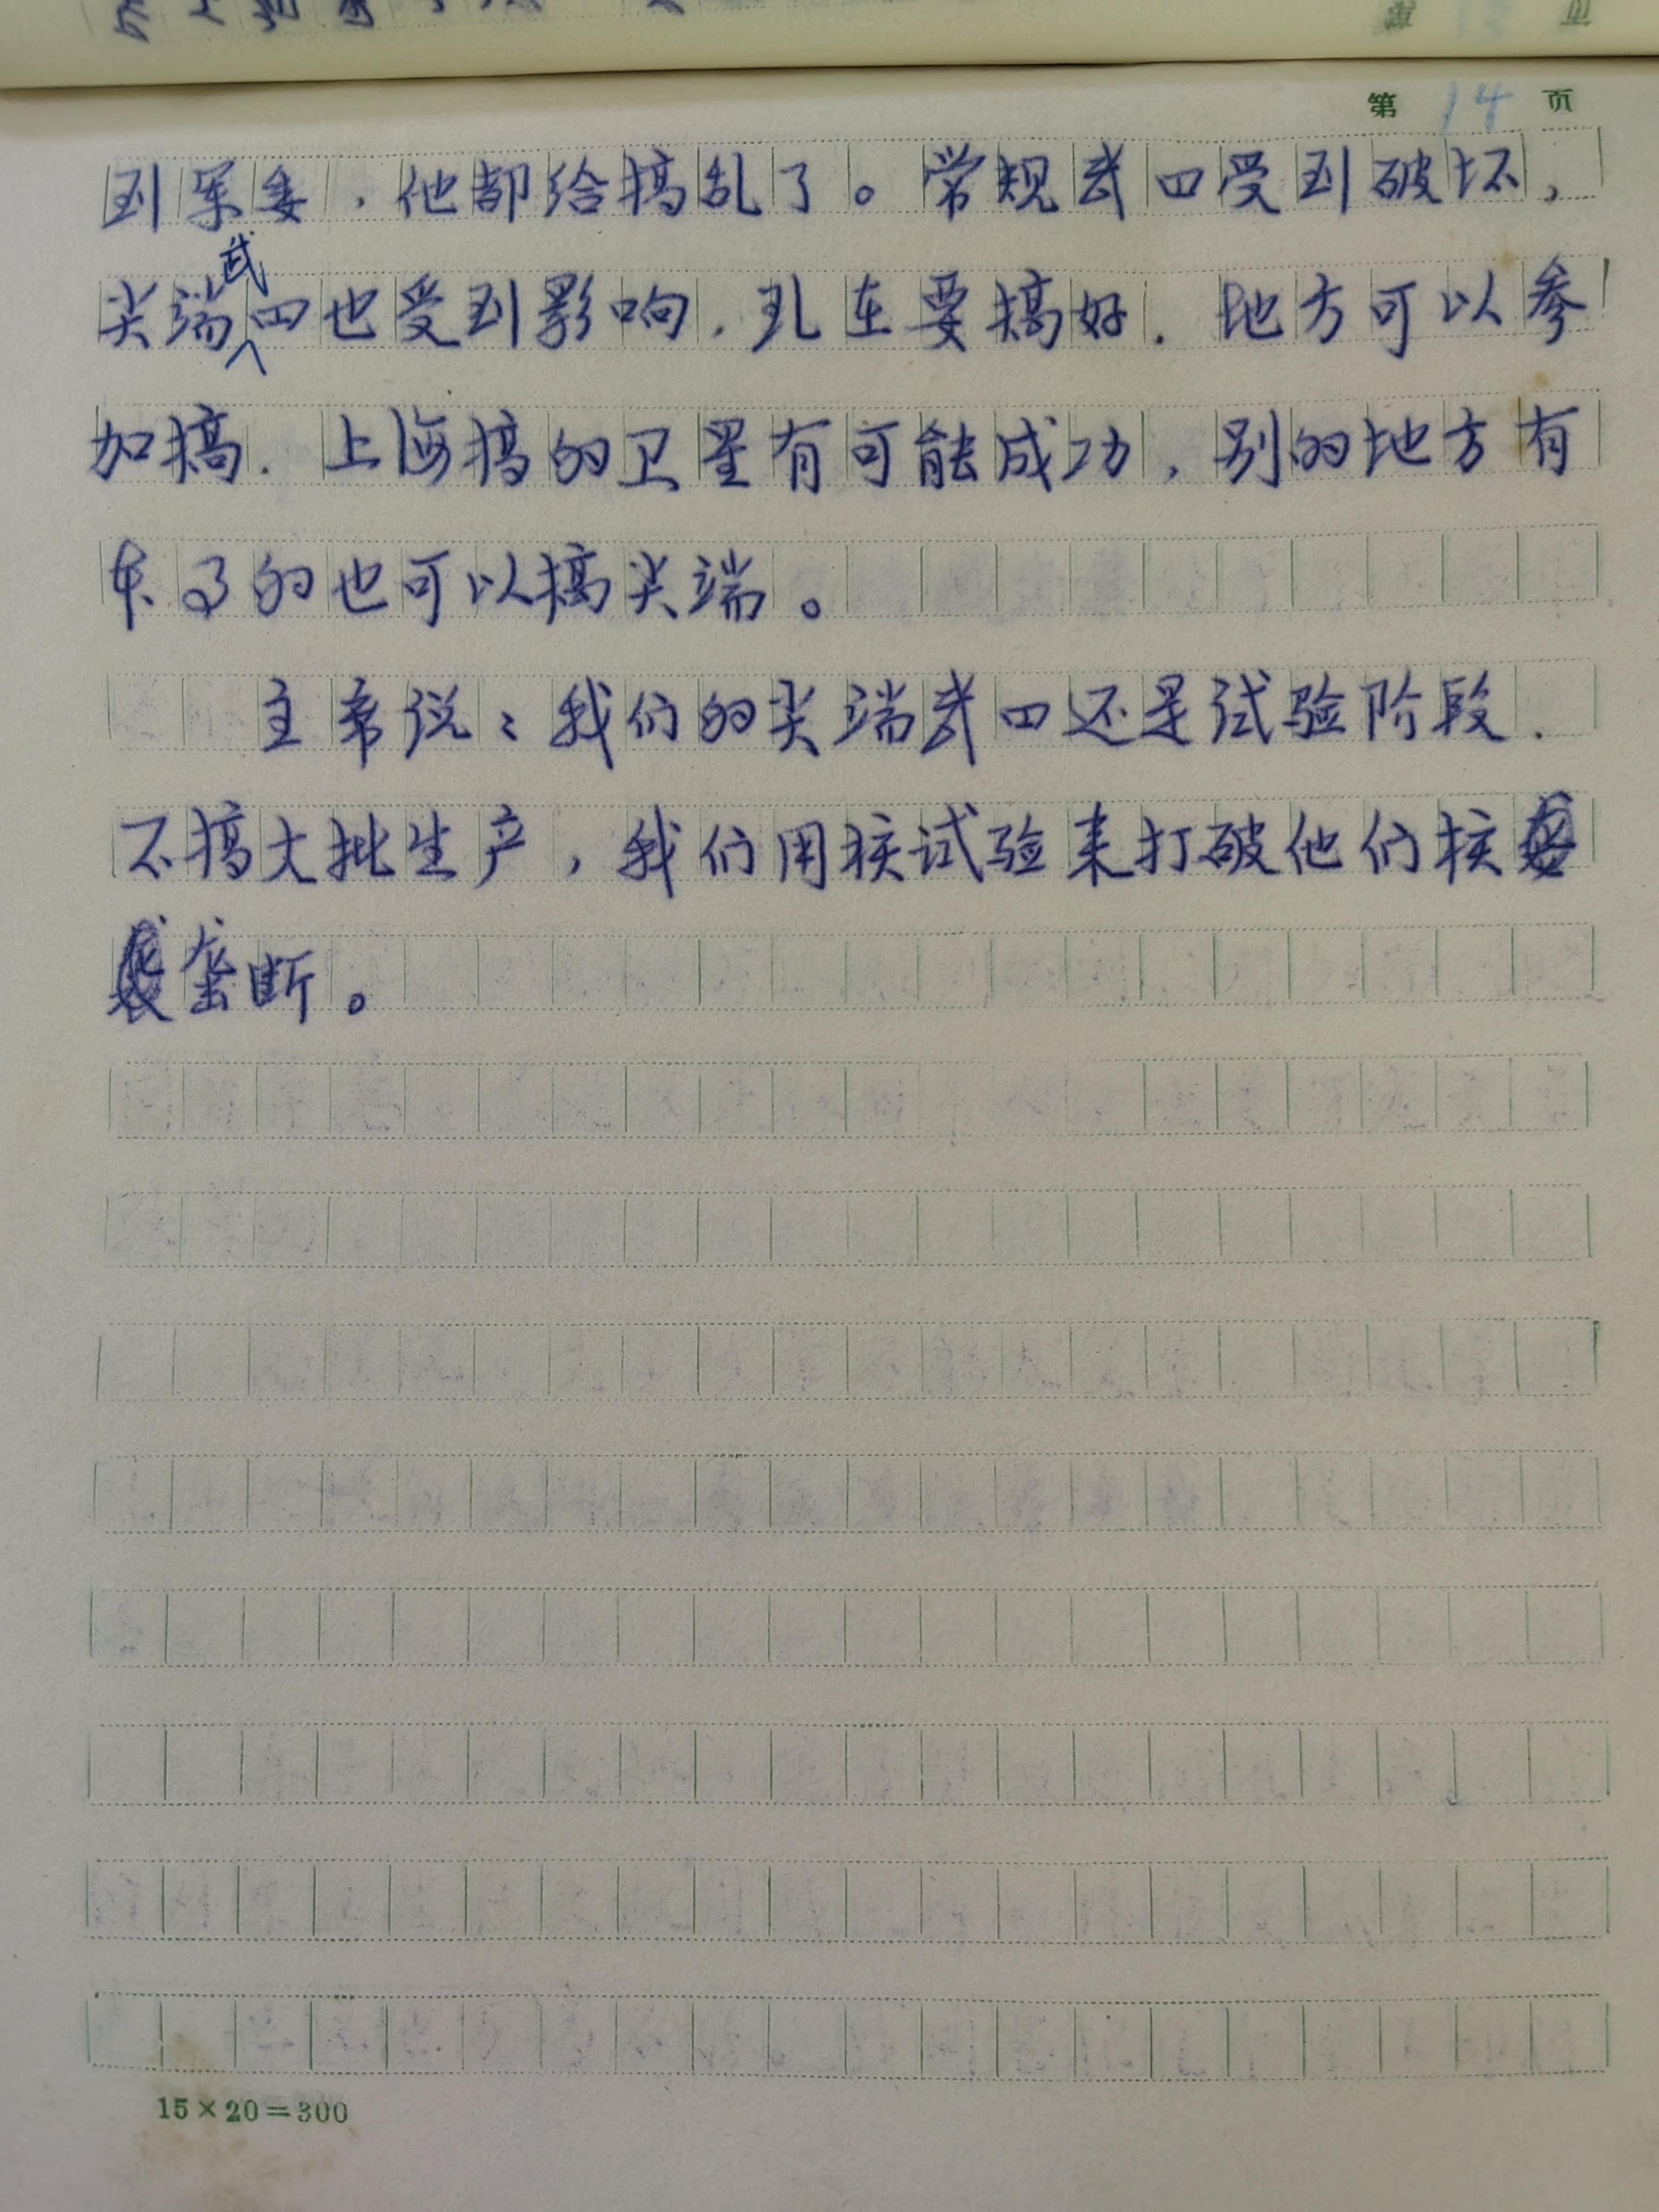 第 14 页
到军委，他都给搞乱了。常规武器受到破坏，
尖端武器也受到影响，现在要搞好．地方可以参
加搞．上海搞的卫星有可能成功，别的地方有
条件的也可以搞尖端。
主席说：我们的尖端武器还是试验阶段．
不搞大批生产，我们用核试验来打破他们核
垄断。
15×20=300